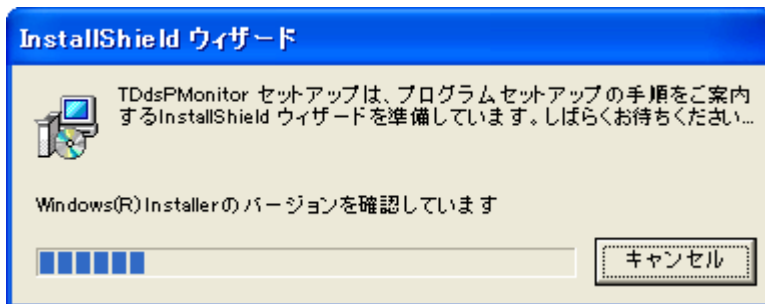 InstallShield ウィザード
TDdsPMonitor セットアップは、プログラムセットアップの手順をご案内
するInstallShield ウィザードを準備しています。しばらくお待ちください...
Windows(R) Installerの バージョンを確認しています
キャンセル